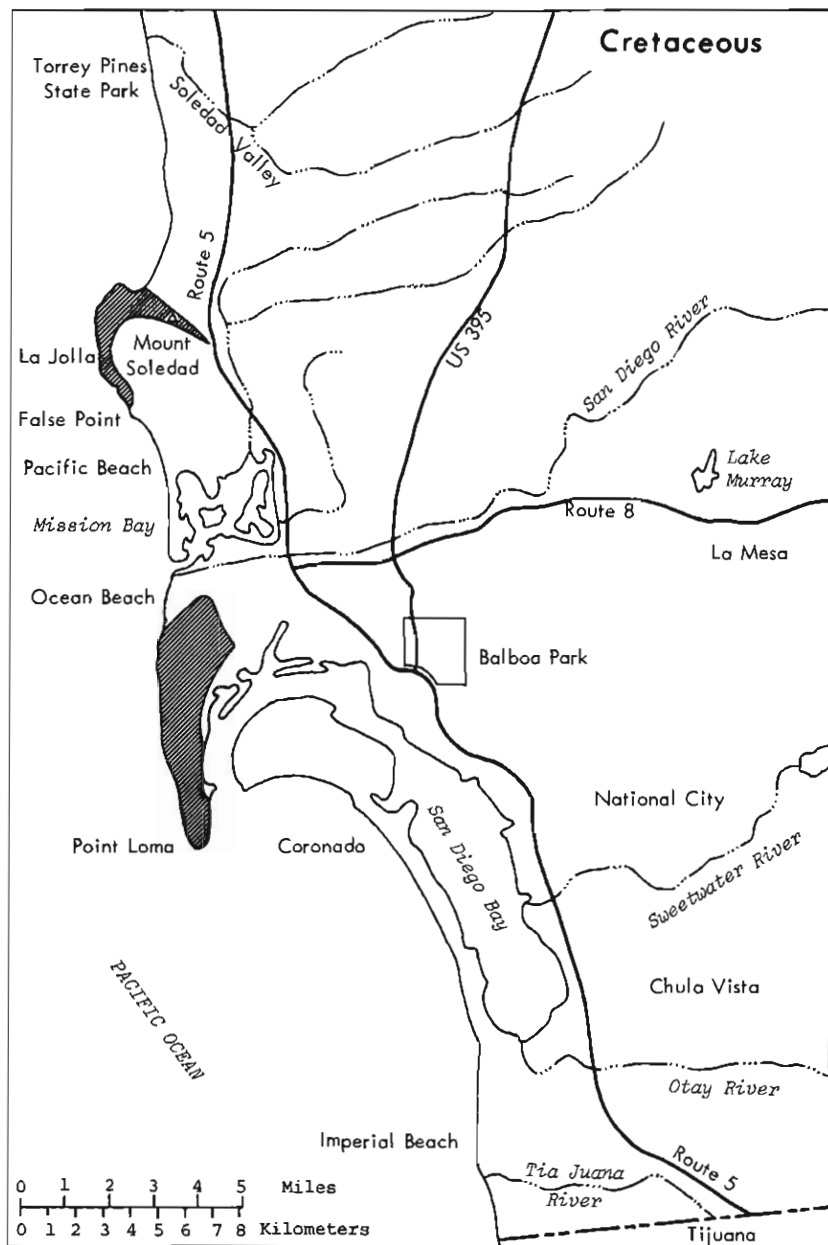 Cretaceous
Torrey Pines
State Park
Soledad Valley
Route 5
US 395
San Diego River
Mount
Soledad
La Jolla
False Point
Pacific Beach
Lake
Murray
Mission Bay
Route 8
La Mesa
Ocean Beach
Balboa Park
National City
Point Loma
Coronado
San Diego Bay
Sweetwater River
PACIFIC OCEAN
Chula Vista
Otay River
Imperial Beach
Route 5
Tia Juana
River
0 1 2 3 4 5 Miles
0 1 2 3 4 5 6 7 8 Kilometers
Tijuana